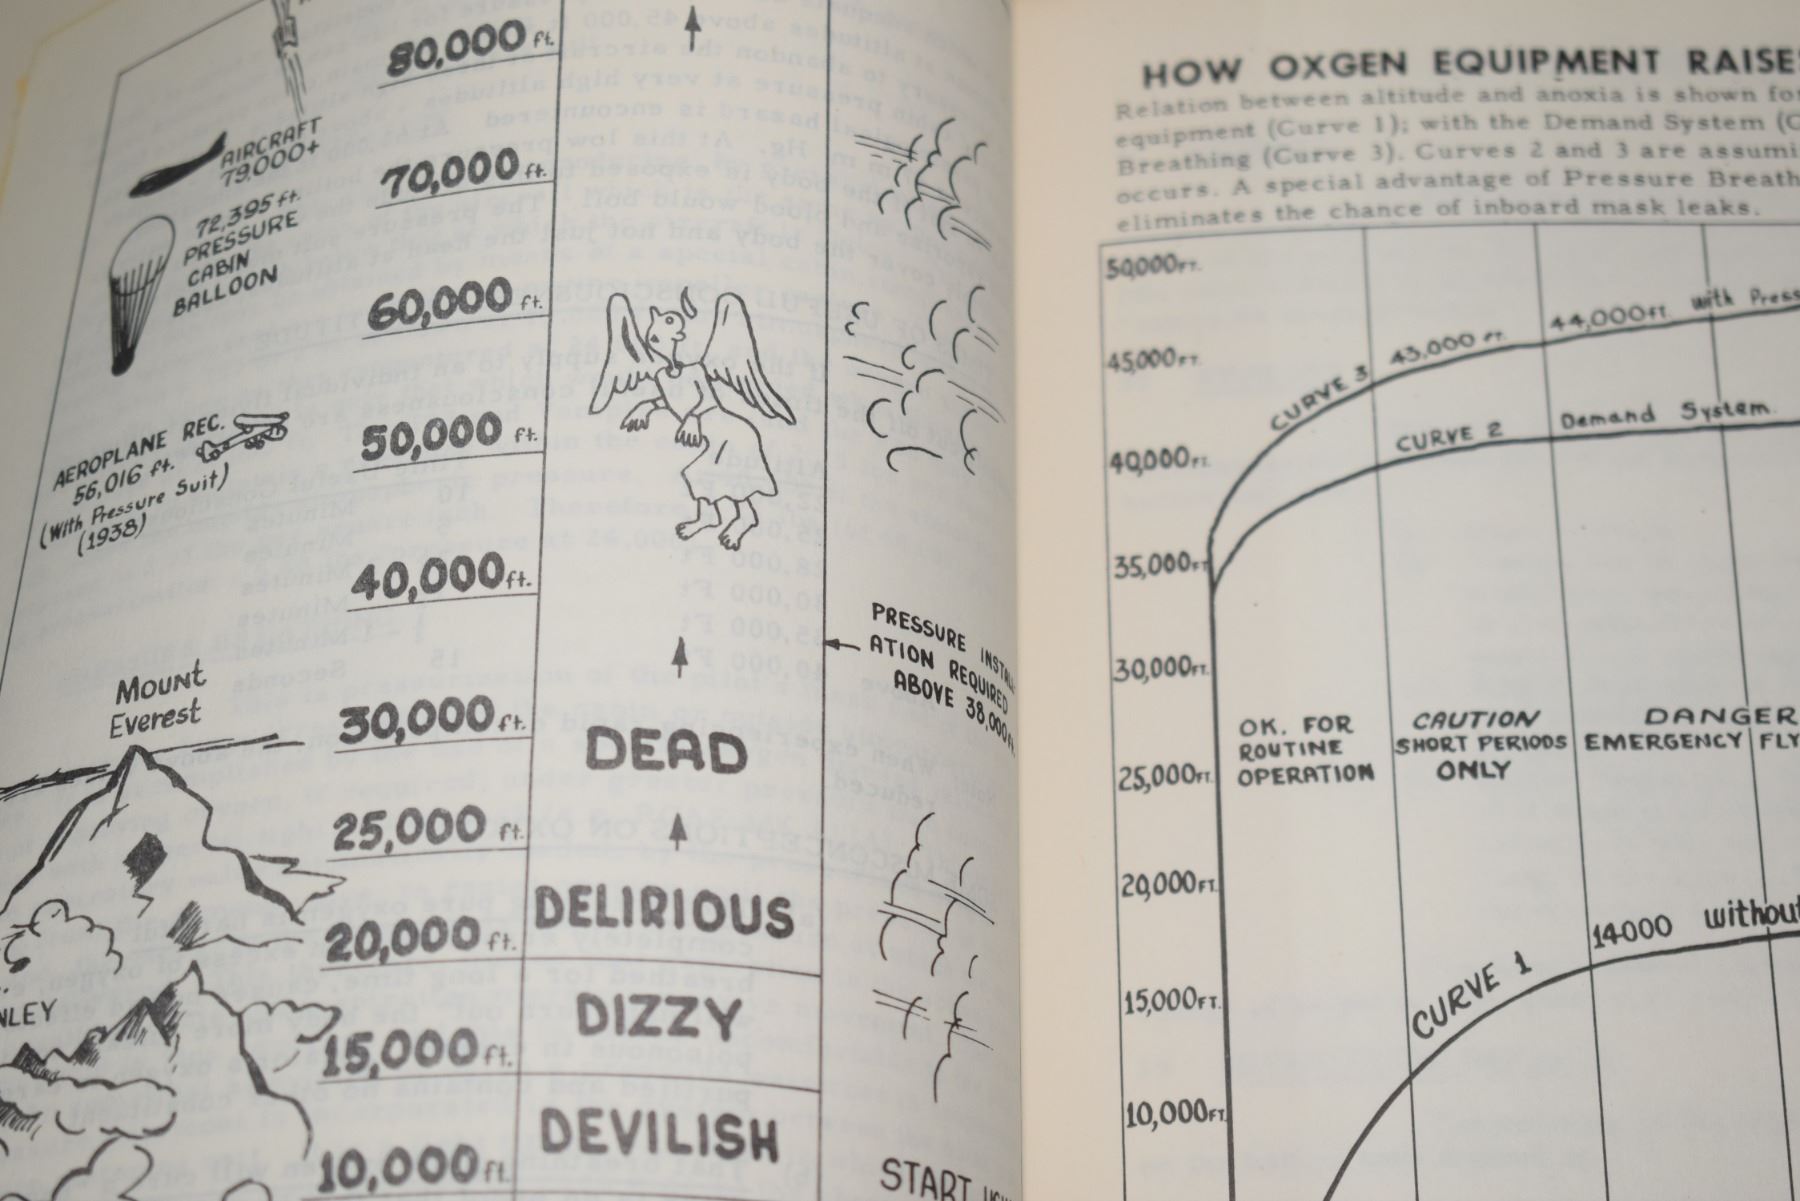 80,000 ft.
AIRCRAFT
79,000+
70,000 ft.
72,395 ft.
PRESSURE
CABIN
BALLOON
60,000 ft.
AEROPLANE REC.
56,016 ft.
(With Pressure Suit)
(1938)
50,000 ft.
40,000 ft.
PRESSURE INSTALL
ATION REQUIRED
ABOVE 38,000 ft.
Mount
Everest
30,000 ft.
DEAD
25,000 ft.
DELIRIOUS
20,000 ft.
DIZZY
15,000 ft.
DEVILISH
10,000 ft.
START
HOW OXGEN EQUIPMENT RAISE
Relation between altitude and anoxia is shown for
equipment (Curve 1); with the Demand System (C
Breathing (Curve 3). Curves 2 and 3 are assumi
occurs. A special advantage of Pressure Breath
eliminates the chance of inboard mask leaks.
50,000 FT.
44,000 FT. with Press
45,000 FT.
CURVE 3
43,000 FT.
40,000 FT.
CURVE 2
Demand System.
35,000 FT.
30,000 FT.
OK. FOR
ROUTINE
OPERATION
CAUTION
SHORT PERIODS
ONLY
DANGER
EMERGENCY FLY
25,000 FT.
20,000 FT.
14000 without
CURVE 1
15,000 FT.
10,000 FT.